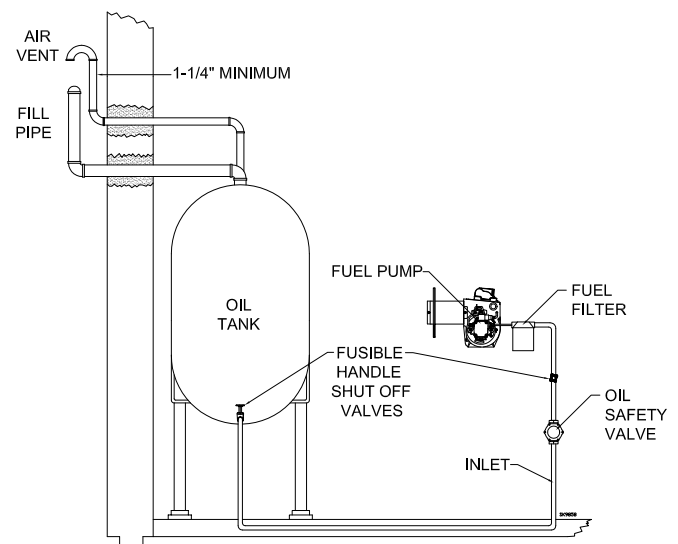 AIR
VENT
1-1/4" MINIMUM
FILL
PIPE
FUEL PUMP
FUEL
FILTER
OIL
TANK
FUSIBLE
HANDLE
SHUT OFF
VALVES
OIL
SAFETY
VALVE
INLET